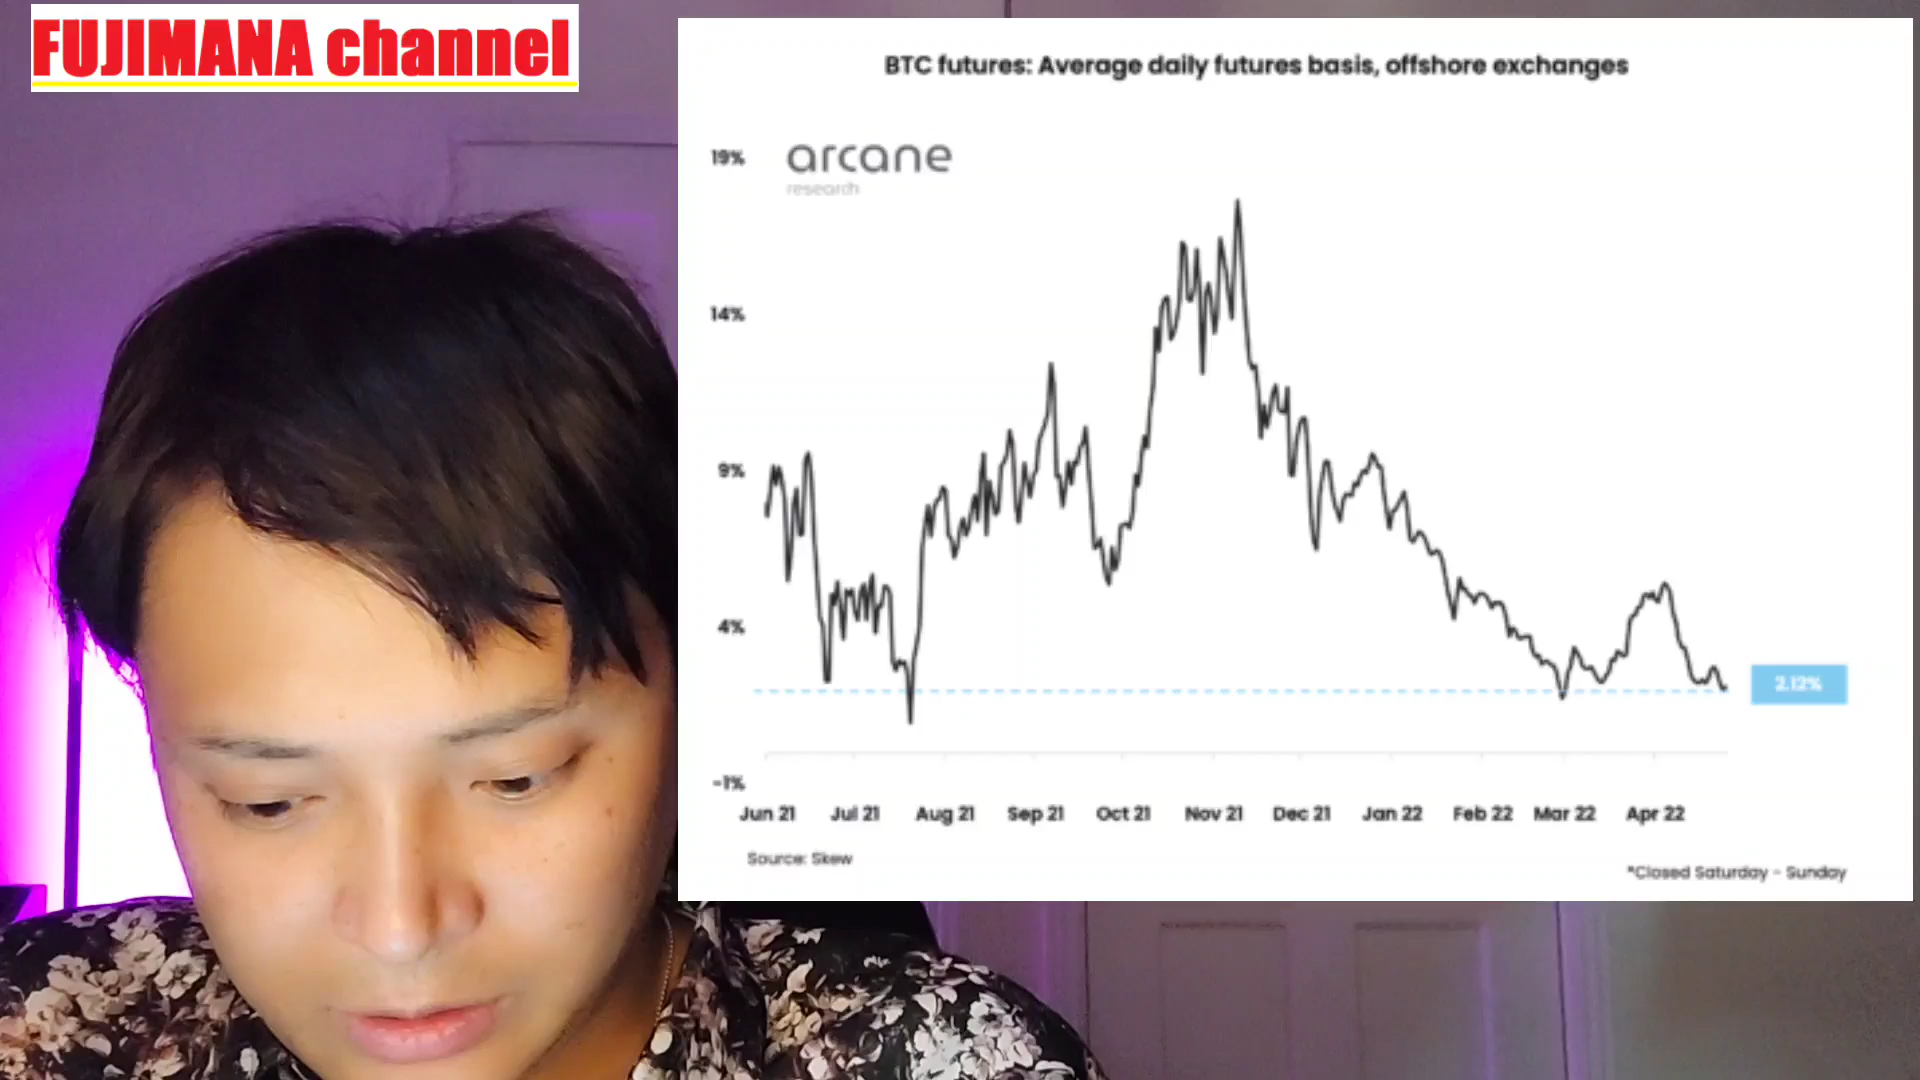 FUJIMANA channel
BTC futures: Average daily futures basis, offshore exchanges
19%
arcane
research
14%
9%
4%
2.12%
-1%
Jun 21 Jul 21 Aug 21 Sep 21 Oct 21 Nov 21 Dec 21 Jan 22 Feb 22 Mar 22 Apr 22
Source: Skew
*Closed Saturday - Sunday